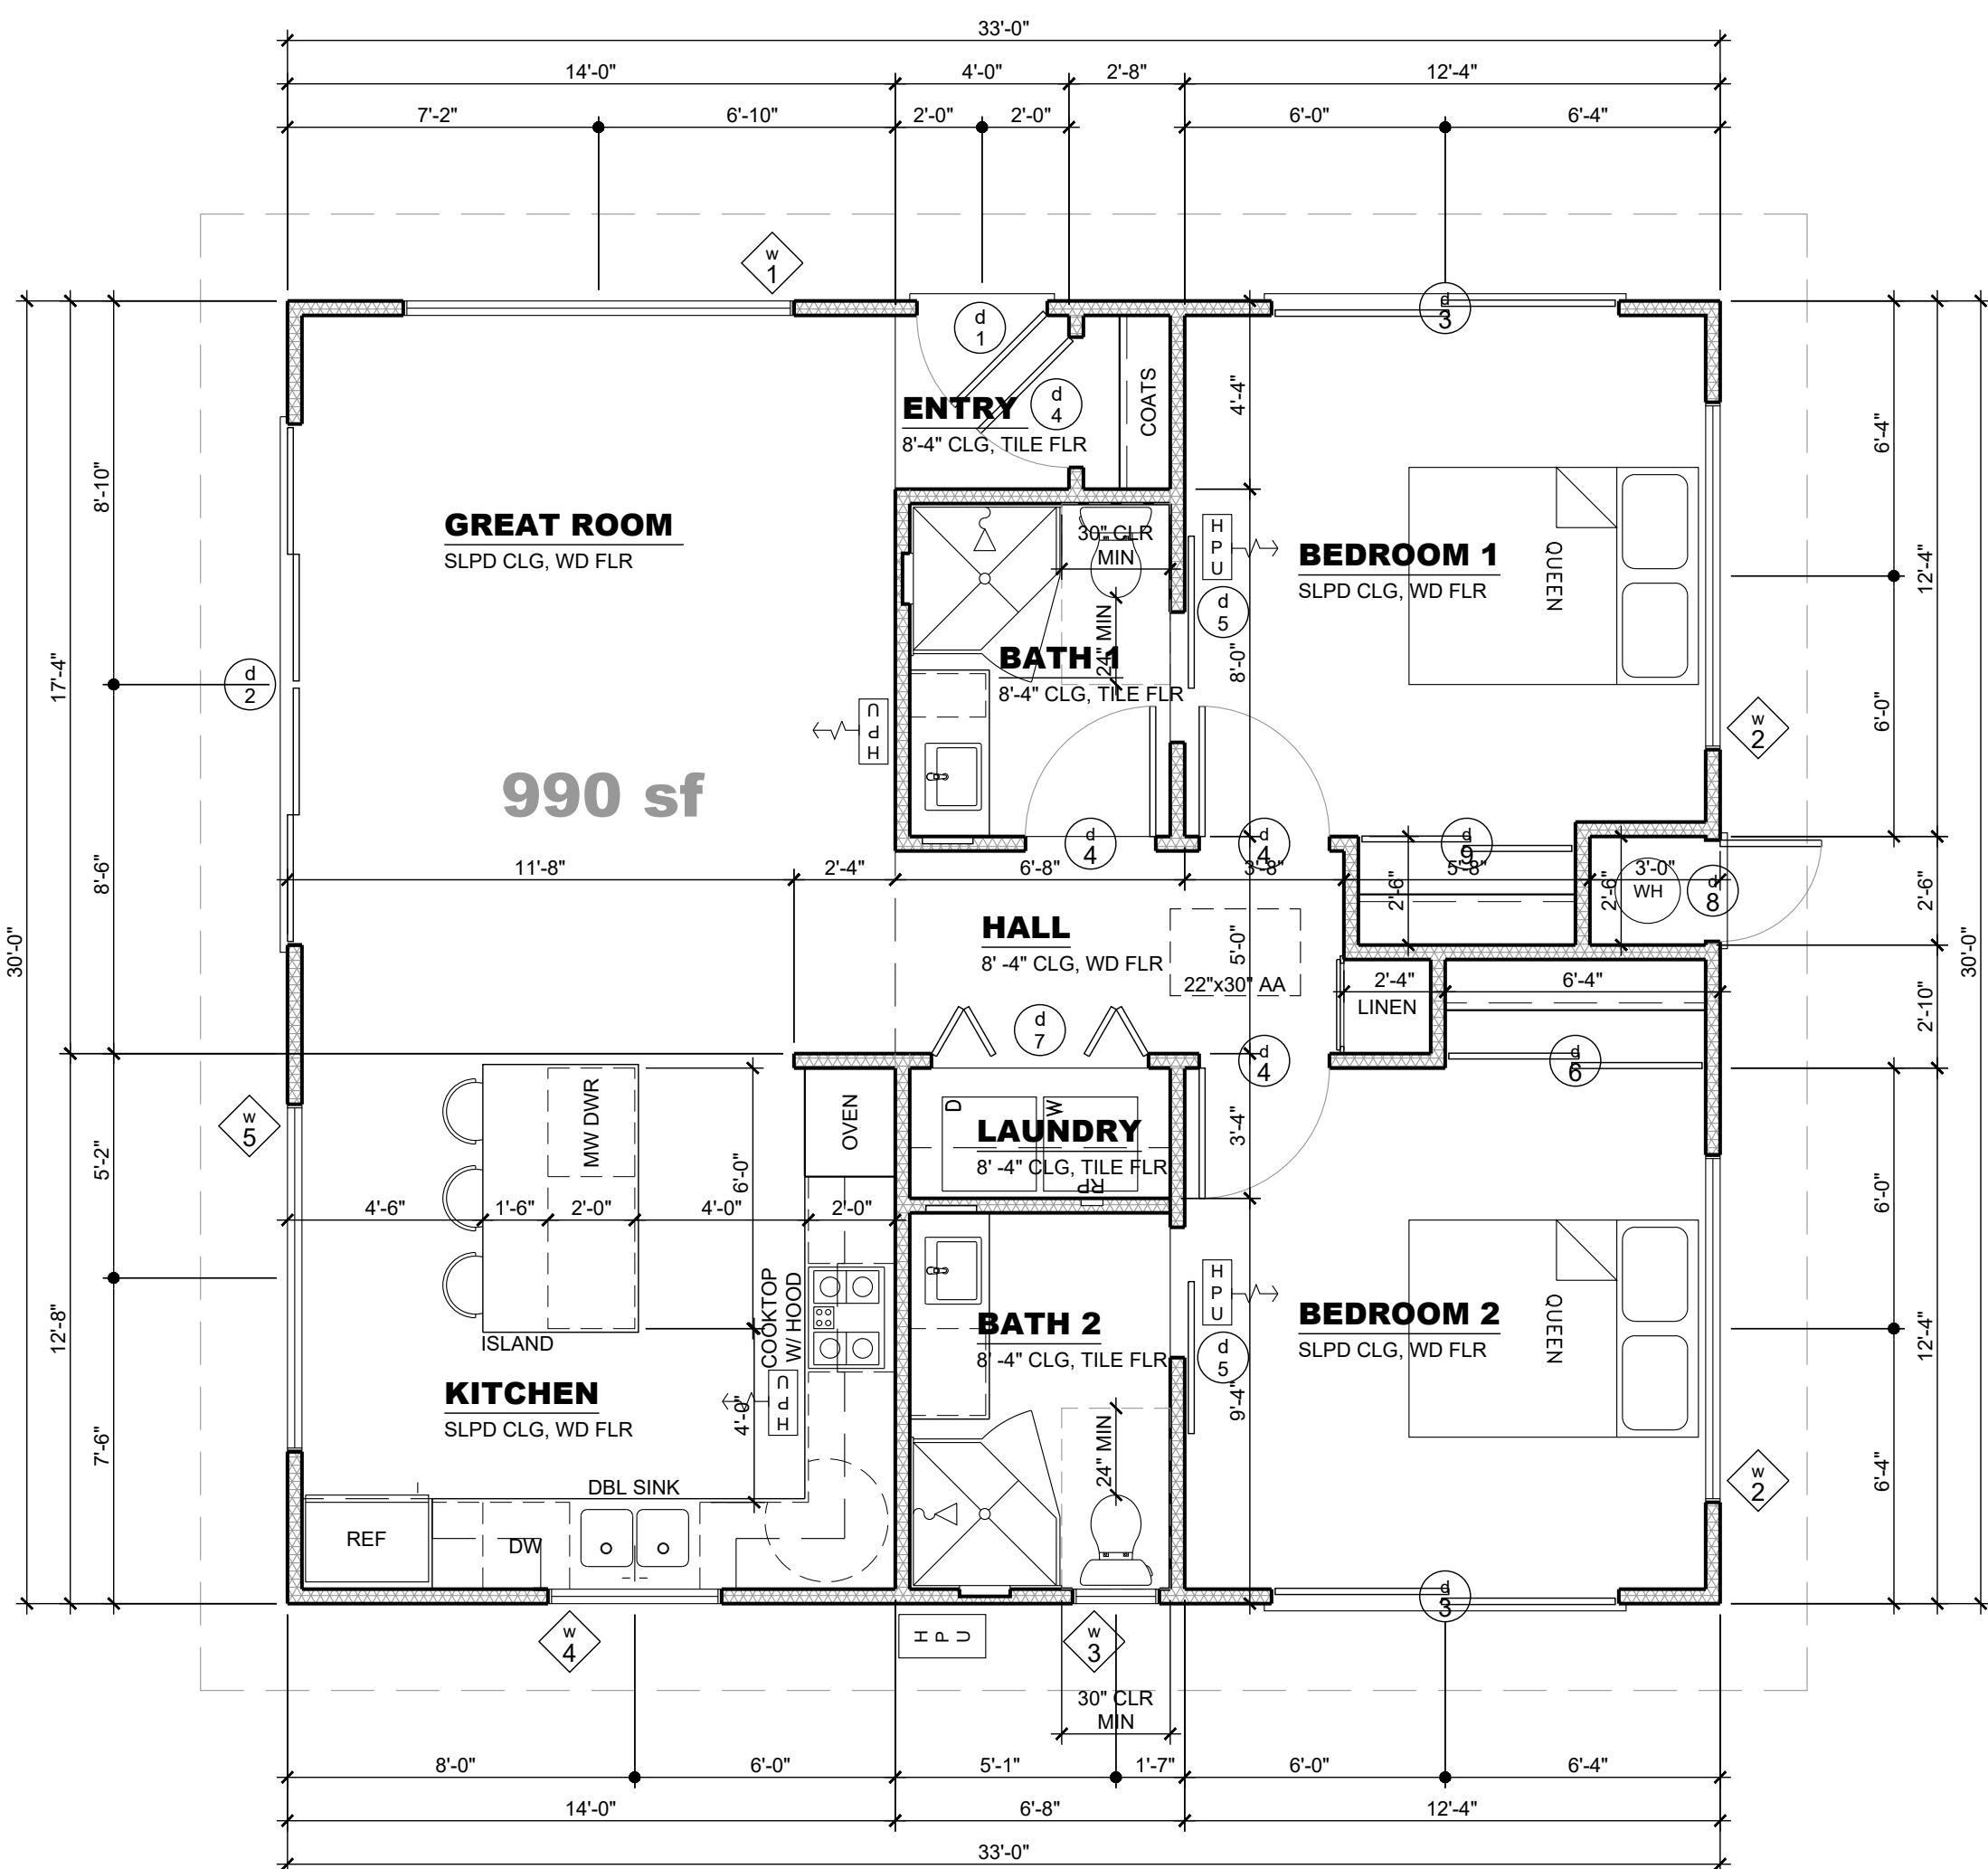 33'-0"
14'-0" 4'-0" 2'-8" 12'-4"
7'-2" 6'-10" 2'-0" 2'-0" 6'-0" 6'-4"
w
1
d
1
d
3
d
4
COATS
4'-4"
ENTRY
8'-4" CLG, TILE FLR
6'-4"
8'-10"
GREAT ROOM
SLPD CLG, WD FLR
30" CLR
MIN
H
P
U
BEDROOM 1
SLPD CLG, WD FLR
QUEEN
12'-4"
d
5
24" MIN
BATH 1
8'-4" CLG, TILE FLR
8'-0"
17'-4"
d
2
HPU
6'-0"
w
2
990 sf
d
4
d
4
d
9
11'-8" 2'-4" 6'-8" 3'-8" 5'-8" 3'-0"
8'-6"
2'-6"
2'-6"
WH
d
8
2'-6"
30'-0"
30'-0"
HALL
8' -4" CLG, WD FLR
5'-0"
22"x30" AA
2'-4" 6'-4"
LINEN
2'-10"
d
7
d
4
d
6
w
5
MW DWR
OVEN
D
W
LAUNDRY
8' -4" CLG, TILE FLR
RP
3'-4"
5'-2"
6'-0"
4'-6" 1'-6" 2'-0" 4'-0" 2'-0"
6'-0"
COOKTOP
W/ HOOD
ISLAND
BATH 2
8' -4" CLG, TILE FLR
H
P
U
d
5
BEDROOM 2
SLPD CLG, WD FLR
QUEEN
12'-8"
12'-4"
KITCHEN
SLPD CLG, WD FLR
4'-0"
HPU
9'-4"
24" MIN
7'-6"
6'-4"
w
2
DBL SINK
REF
DW
d
3
w
4
HPU
w
3
30" CLR
MIN
8'-0" 6'-0" 5'-1" 1'-7" 6'-0" 6'-4"
14'-0" 6'-8" 12'-4"
33'-0"